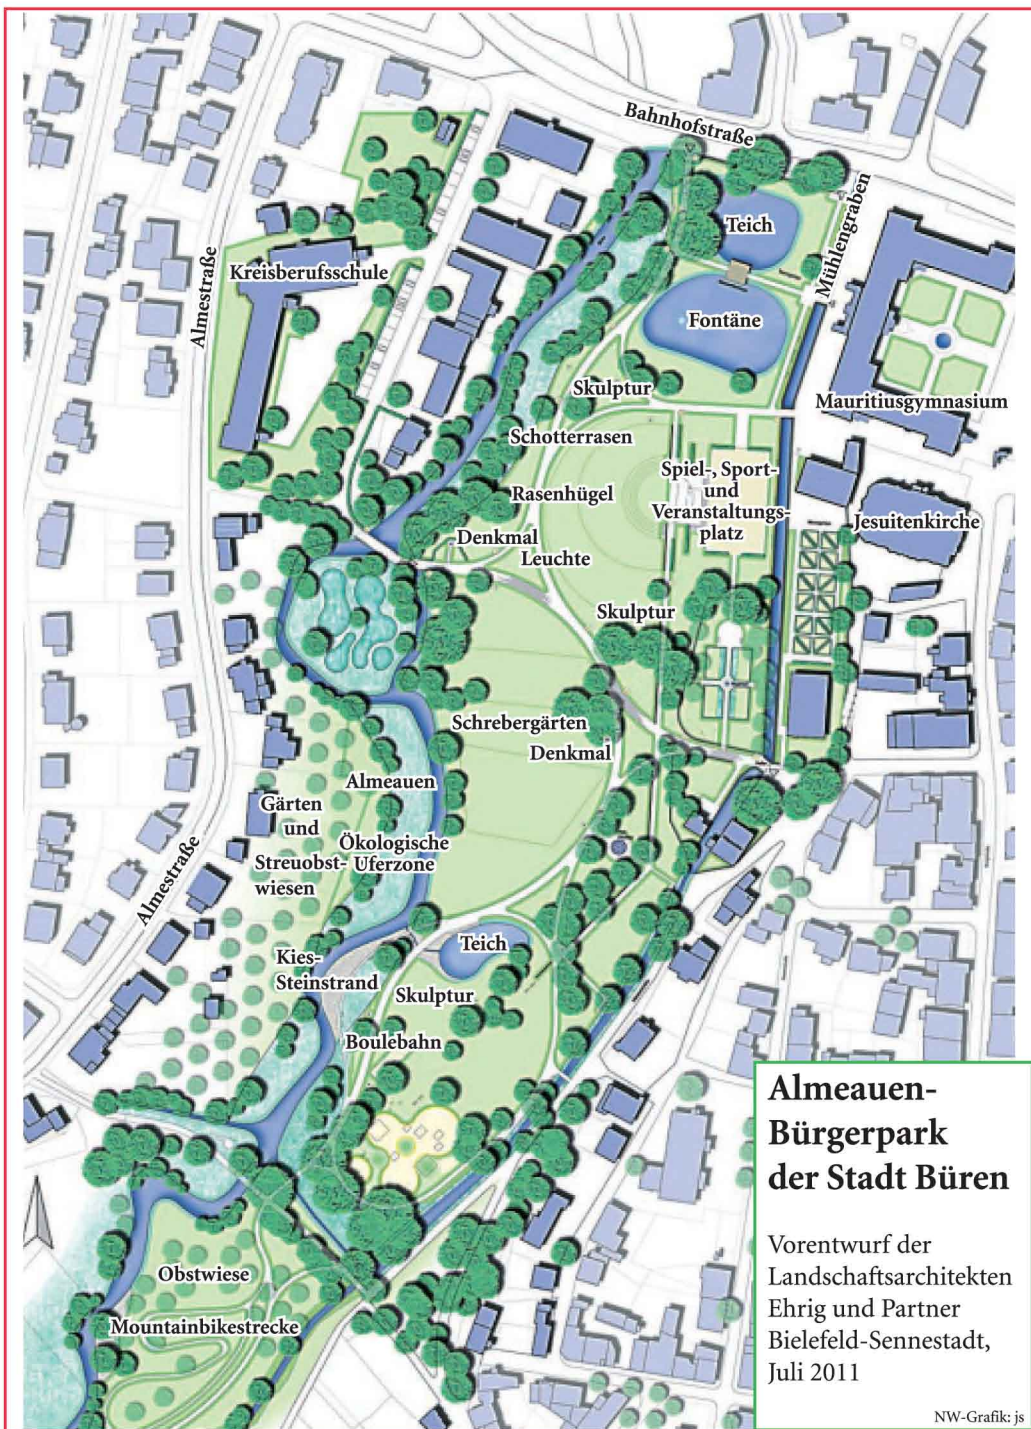 Bahnhofstraße
Teich
Mühlengraben
Kreisberufsschule
Almestraße
Fontäne
Skulptur
Mauritiusgymnasium
Schotterrasen
Spiel-, Sport-
und
Veranstaltungs-
platz
Rasenhügel
Jesuitenkirche
Denkmal
Leuchte
Skulptur
Schrebergärten
Denkmal
Almeauen
Gärten
und
Streuobst-
wiesen
Ökologische
Uferzone
Almestraße
Teich
Kies-
Steinstrand
Skulptur
Boulebahn
Obstwiese
Mountainbikestrecke
Almeauen-
Bürgerpark
der Stadt Büren
Vorentwurf der
Landschaftsarchitekten
Ehrig und Partner
Bielefeld-Sennestadt,
Juli 2011
NW-Grafik: js